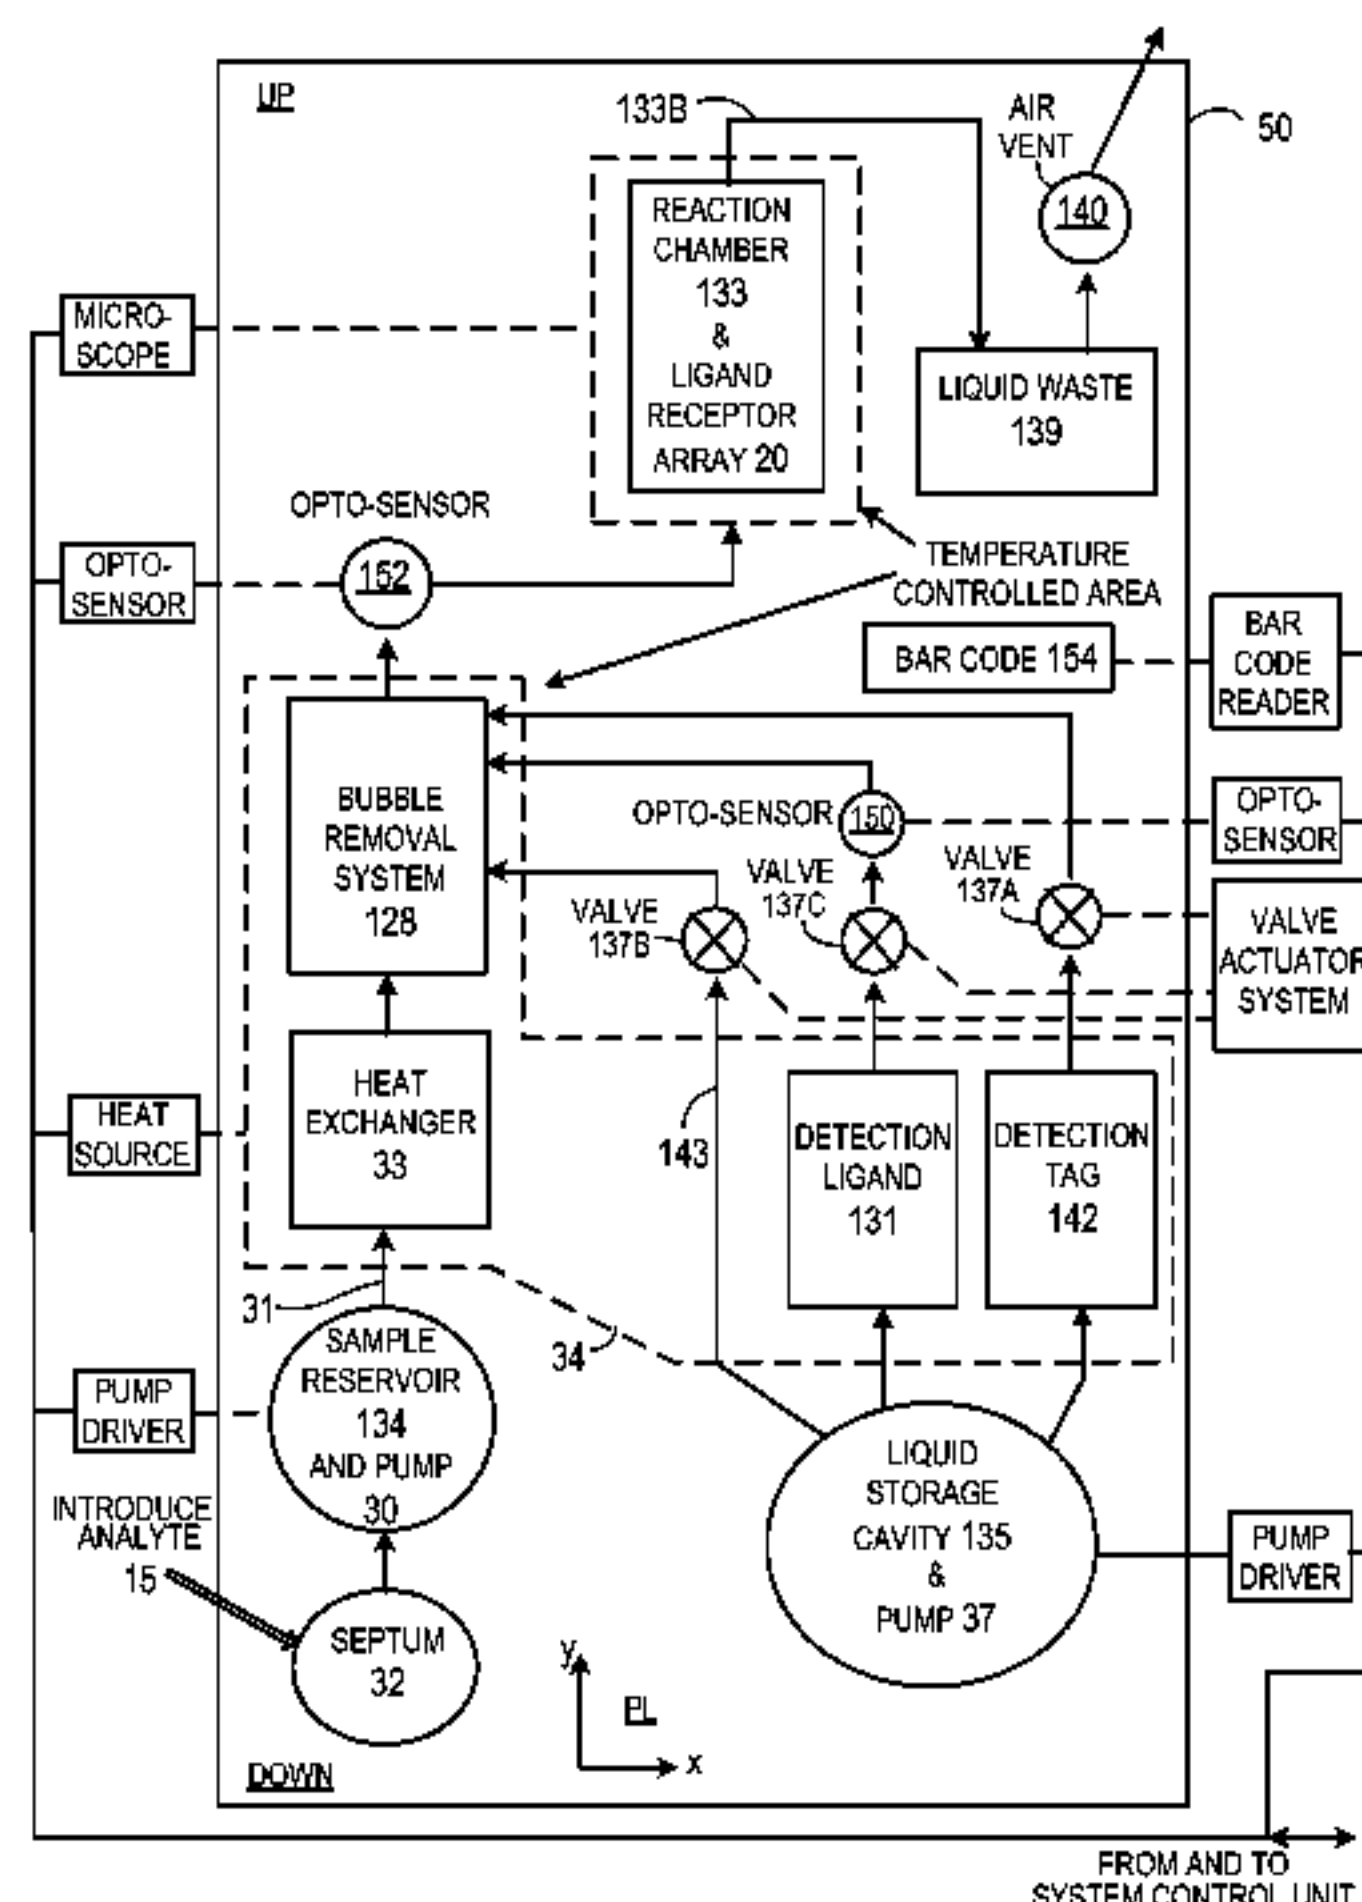 UP
133B
AIR
VENT
50
140
REACTION
CHAMBER
133
&
LIGAND
RECEPTOR
ARRAY 20
MICRO-
SCOPE
LIQUID WASTE
139
OPTO-SENSOR
152
OPTO-
SENSOR
TEMPERATURE
CONTROLLED AREA
BAR CODE 154
BAR
CODE
READER
BUBBLE
REMOVAL
SYSTEM
128
OPTO-SENSOR
150
OPTO-
SENSOR
VALVE
137B
VALVE
137C
VALVE
137A
VALVE
ACTUATOR
SYSTEM
HEAT
EXCHANGER
33
HEAT
SOURCE
143
DETECTION
LIGAND
131
DETECTION
TAG
142
31
34
SAMPLE
RESERVOIR
134
AND PUMP
30
PUMP
DRIVER
LIQUID
STORAGE
CAVITY 135
&
PUMP 37
PUMP
DRIVER
INTRODUCE
ANALYTE
15
SEPTUM
32
y
PL
x
DOWN
FROM AND TO
SYSTEM CONTROL UNIT